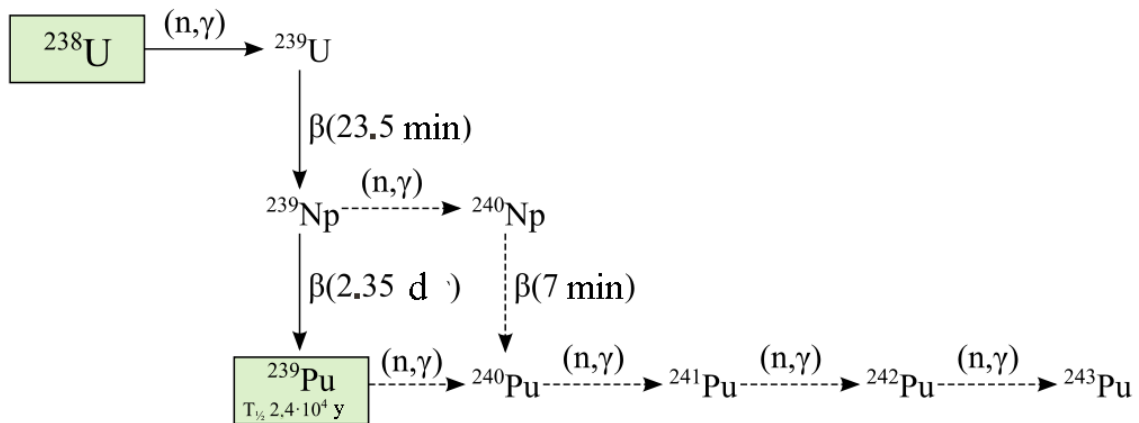 ²³⁸U (n,γ) ²³⁹U
β(23.5 min)
²³⁹Np (n,γ) ²⁴⁰Np
β(2.35 d ) β(7 min)
²³⁹Pu (n,γ) ²⁴⁰Pu (n,γ) ²⁴¹Pu (n,γ) ²⁴²Pu (n,γ) ²⁴³Pu
T½ 2,4·10⁴ y